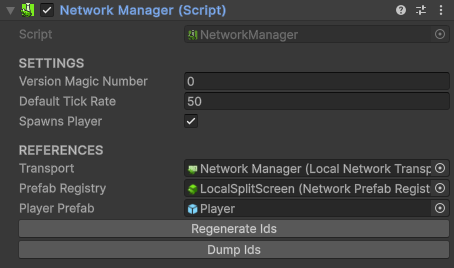 Network Manager (Script)
Script NetworkManager
SETTINGS
Version Magic Number 0
Default Tick Rate 50
Spawns Player
REFERENCES
Transport Network Manager (Local Network Transp
Prefab Registry LocalSplitScreen (Network Prefab Regist
Player Prefab Player
Regenerate Ids
Dump Ids